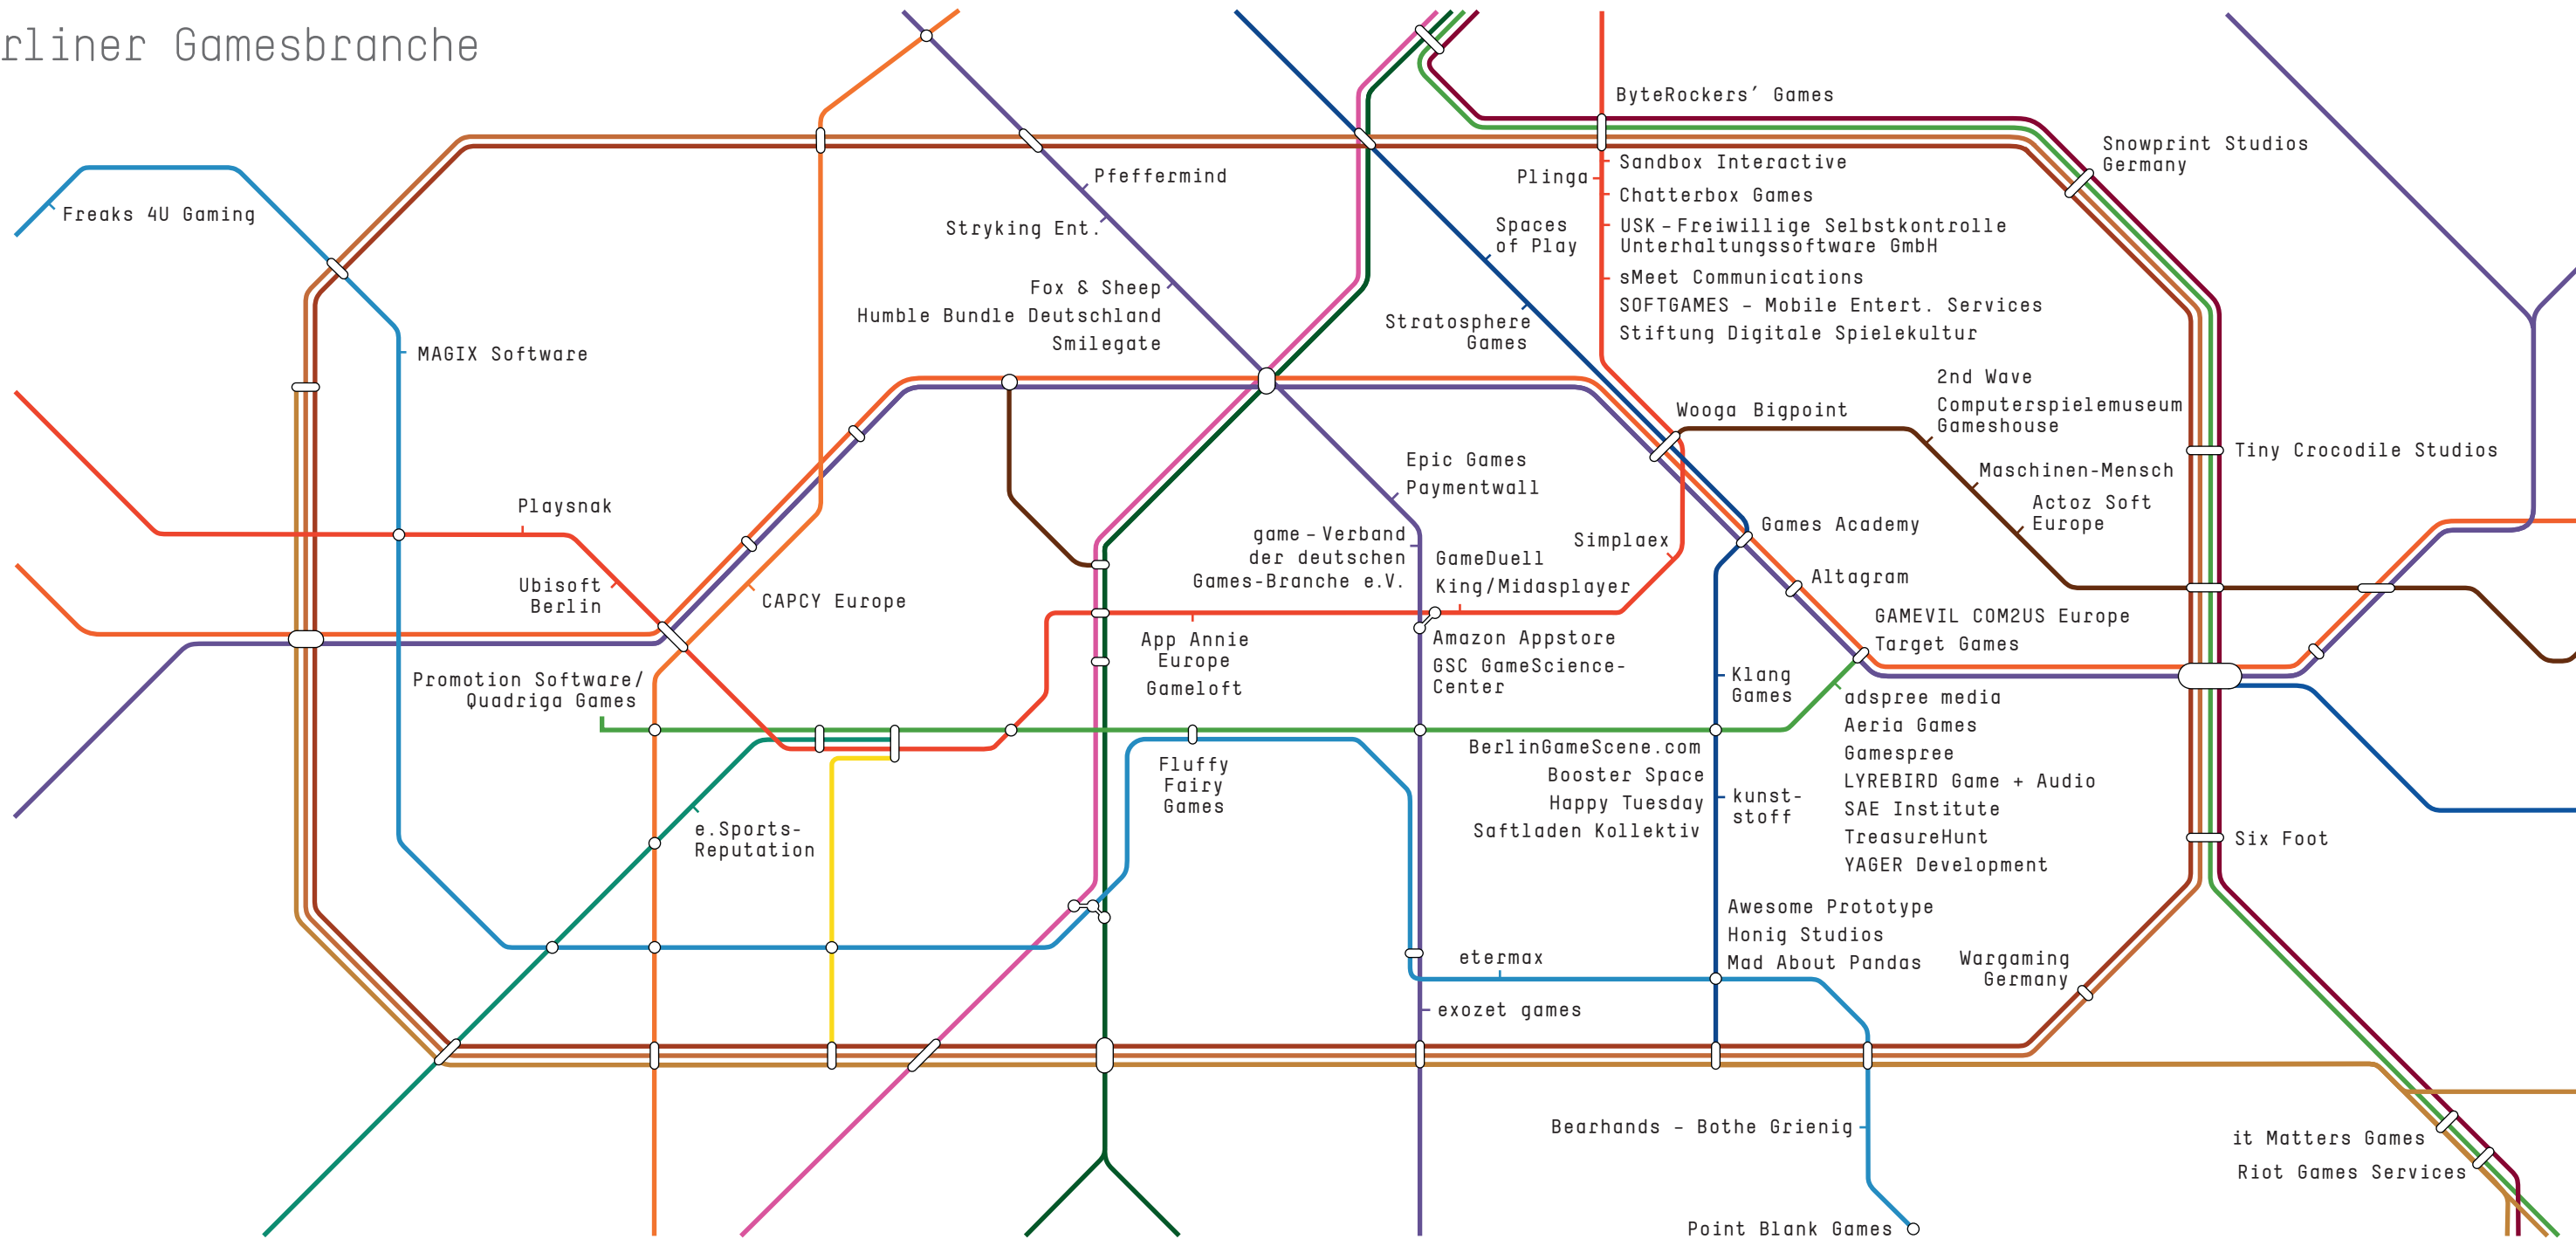 rliner Gamesbranche
ByteRockers' Games
Snowprint Studios
Germany
Sandbox Interactive
Plinga
Chatterbox Games
Pfeffermind
Freaks 4U Gaming
Stryking Ent.
Spaces
of Play
USK-Freiwillige Selbstkontrolle
Unterhaltungssoftware GmbH
sMeet Communications
Fox & Sheep
Humble Bundle Deutschland
Smilegate
SOFTGAMES - Mobile Entert. Services
Stiftung Digitale Spielekultur
Stratosphere
Games
MAGIX Software
2nd Wave
Computerspielemuseum
Gameshouse
Wooga Bigpoint
Tiny Crocodile Studios
Epic Games
Paymentwall
Maschinen-Mensch
Actoz Soft
Europe
Playsnak
Games Academy
game-Verband
der deutschen
Games-Branche e.V.
Simplaex
GameDuell
King/Midasplayer
Ubisoft
Berlin
CAPCY Europe
Altagram
GAMEVIL COM2US Europe
Target Games
App Annie
Europe
Gameloft
Amazon Appstore
GSC GameScience-
Center
Promotion Software/
Quadriga Games
Klang
Games
adspree media
Aeria Games
Gamespree
LYREBIRD Game + Audio
SAE Institute
TreasureHunt
YAGER Development
BerlinGameScene.com
Booster Space
Happy Tuesday
Saftladen Kollektiv
Fluffy
Fairy
Games
kunst-
stoff
e.Sports-
Reputation
Six Foot
Awesome Prototype
Honig Studios
Mad About Pandas
etermax
Wargaming
Germany
exozet games
Bearhands - Bothe Grienig
it Matters Games
Riot Games Services
Point Blank Games